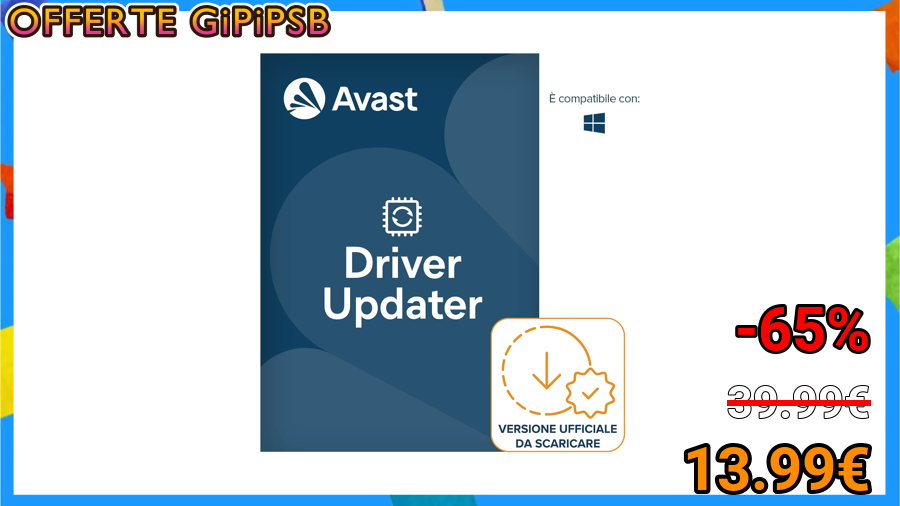 OFFERTE GiPiPSB
Avast
È compatibile con:
Driver
Updater
VERSIONE UFFICIALE
DA SCARICARE
-65%
39.99€
13.99€